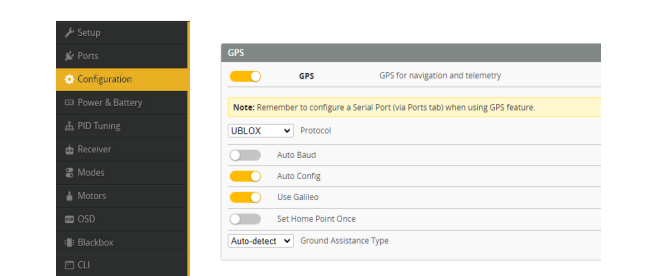 Setup
Ports
Configuration
Power & Battery
PID Tuning
Receiver
Modes
Motors
OSD
Blackbox
CLI
GPS
GPS GPS for navigation and telemetry
Note: Remember to configure a Serial Port (via Ports tab) when using GPS feature.
UBLOX Protocol
Auto Baud
Auto Config
Use Galileo
Set Home Point Once
Auto-detect Ground Assistance Type